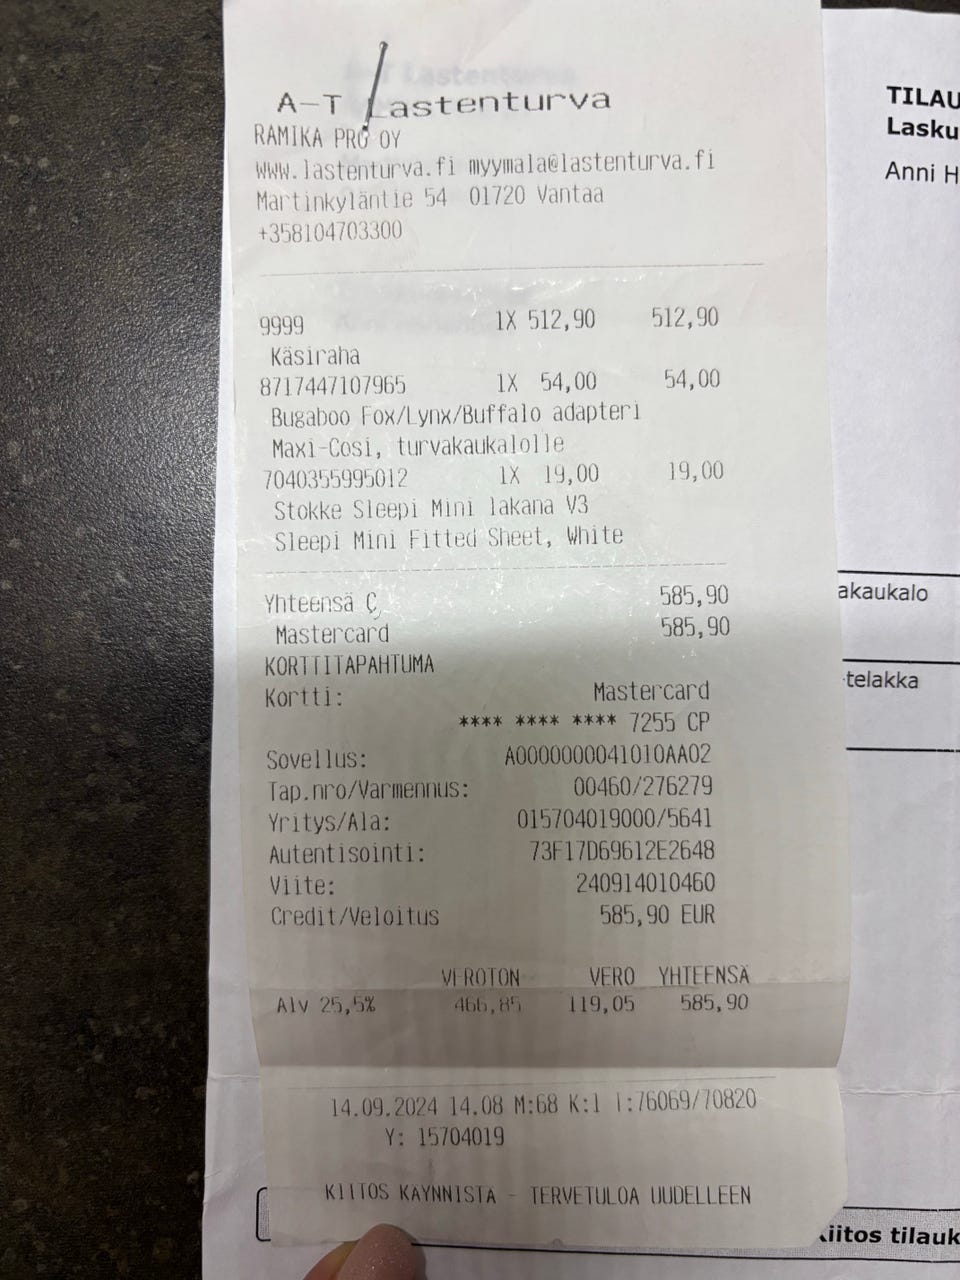 A-T Lastenturva
RAMIKA PRO OY
www.lastenturva.fi myymala@lastenturva.fi
Martinkyläntie 54 01720 Vantaa
+358104703300
9999 1X 512,90 512,90
Käsiraha
8717447107965 1X 54,00 54,00
Bugaboo Fox/Lynx/Buffalo adapteri
Maxi-Cosi, turvakaukalolle
7040355995012 1X 19,00 19,00
Stokke Sleepi Mini lakana V3
Sleepi Mini Fitted Sheet, White
Yhteensä Ç 585,90
Mastercard 585,90
KORTTITAPAHTUMA
Kortti: Mastercard
**** **** **** 7255 CP
Sovellus: A0000000041010AA02
Tap.nro/Varmennus: 00460/276279
Yritys/Ala: 015704019000/5641
Autentisointi: 73F17D69612E2648
Viite: 240914010460
Credit/Veloitus 585,90 EUR
VEROTON VERO YHTEENSÄ
Alv 25,5% 466,85 119,05 585,90
14.09.2024 14.08 M:68 K:1 T:76069/70820
Y: 15704019
KIITOS KÄYNNISTÄ - TERVETULOA UUDELLEEN
TILAU
Lasku
Anni H
akaukalo
-telakka
Kiitos tilauk